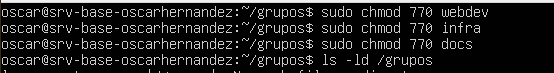 oscar@srv-base-oscarhernandez:~/grupos$ sudo chmod 770 webdev
oscar@srv-base-oscarhernandez:~/grupos$ sudo chmod 770 infra
oscar@srv-base-oscarhernandez:~/grupos$ sudo chmod 770 docs
oscar@srv-base-oscarhernandez:~/grupos$ ls -ld /grupos